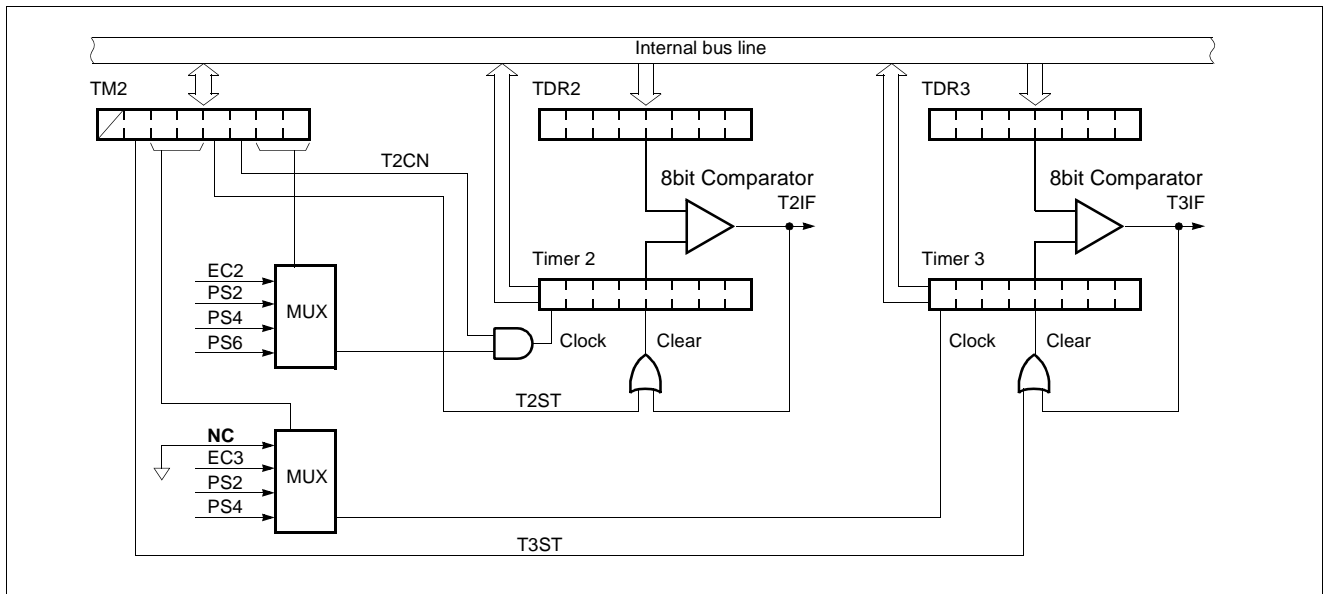 Internal bus line
TM2
TDR2
TDR3
T2CN
8bit Comparator
T2IF
8bit Comparator
T3IF
Timer 2
Timer 3
EC2
PS2
PS4
PS6
MUX
Clock
Clear
Clock
Clear
T2ST
NC
EC3
PS2
PS4
MUX
T3ST